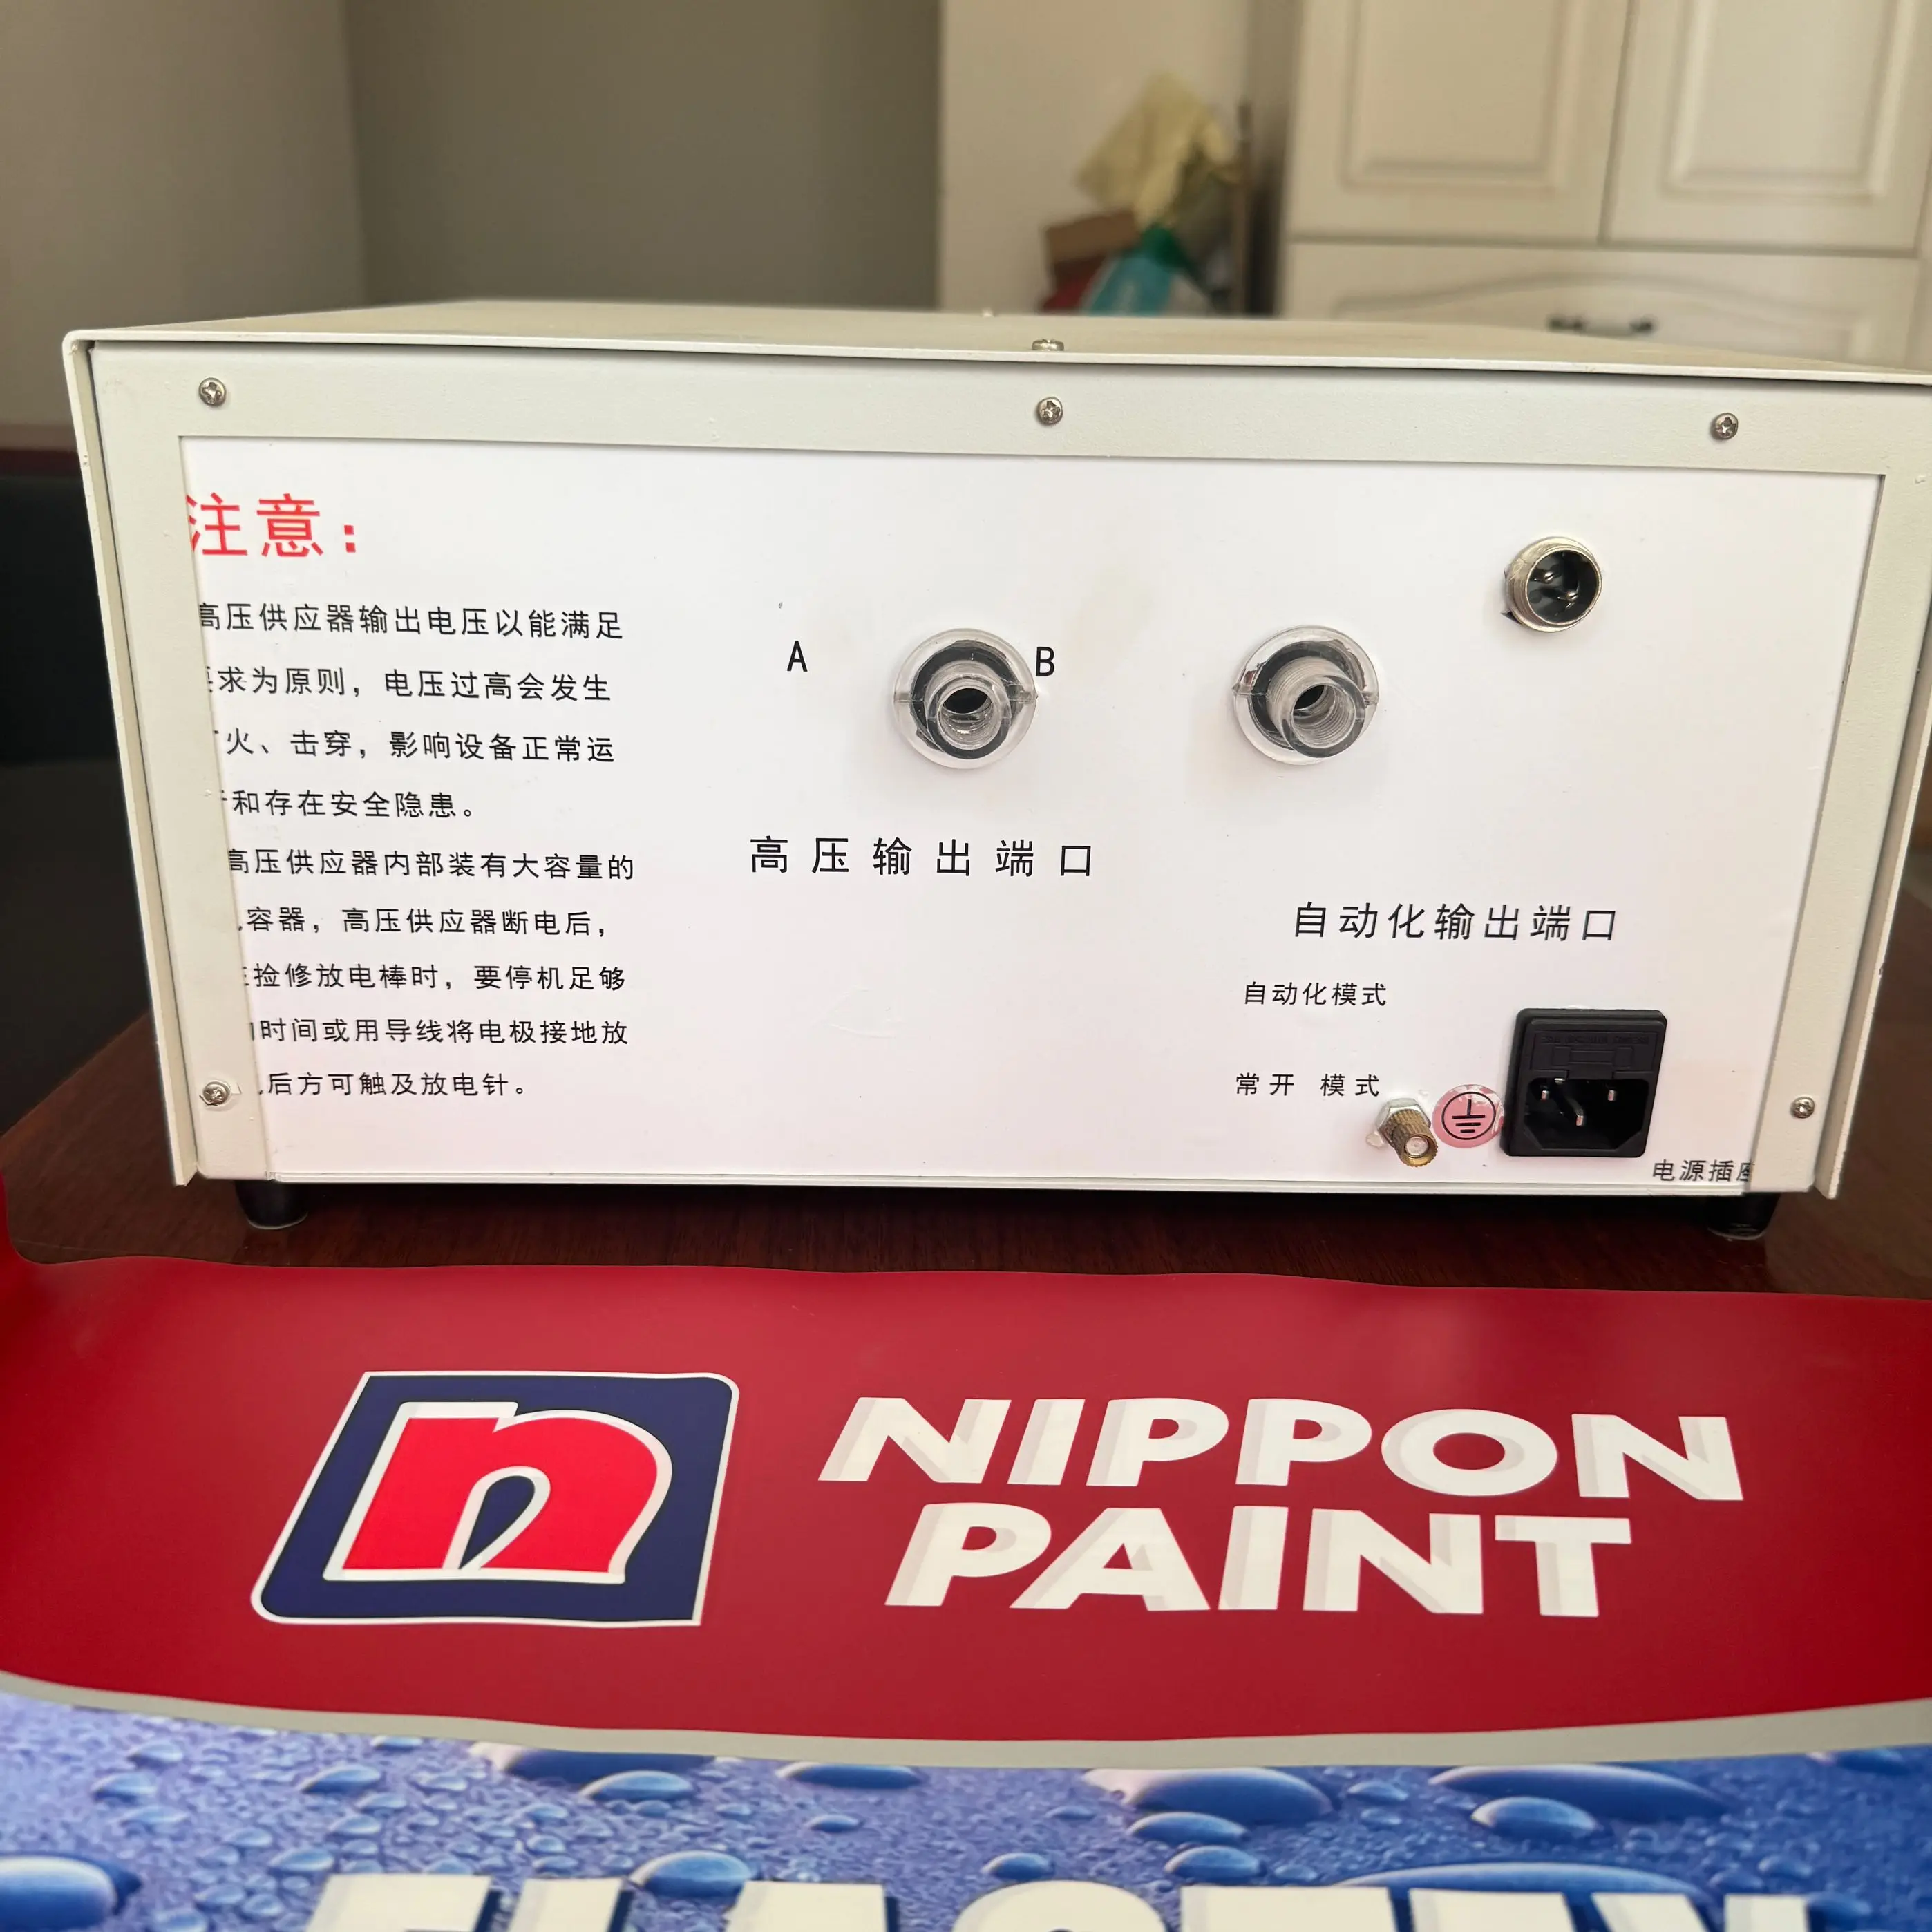 注意：
高压供应器输出电压以能满足
求为原则，电压过高会发生
火、击穿，影响设备正常运
和存在安全隐患。
高压供应器内部装有大容量的
容器，高压供应器断电后，
捡修放电棒时，要停机足够
时间或用导线将电极接地放
后方可触及放电针。
A
B
高压输出端口
自动化输出端口
自动化模式
常开 模式
电源插座
NIPPON
PAINT